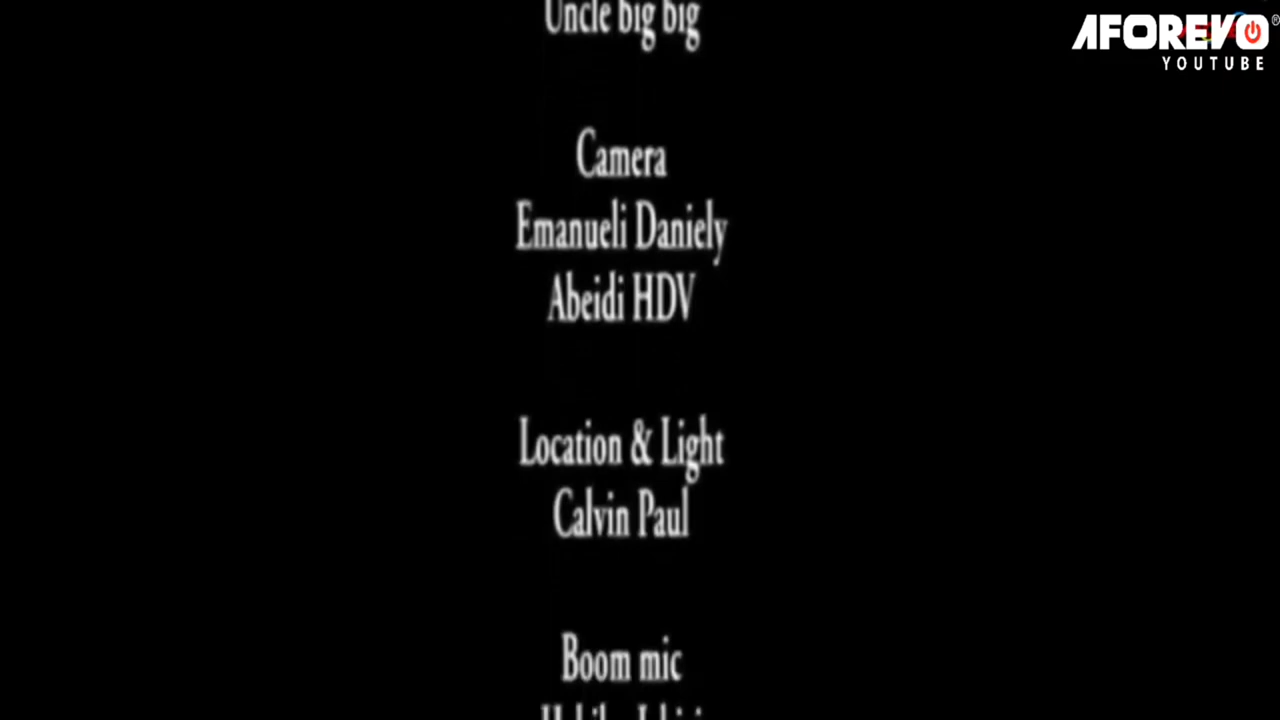 Uncle big big
AFOREVO
YOUTUBE
Camera
Emanueli Daniely
Abeidi HDV
Location & Light
Calvin Paul
Boom mic